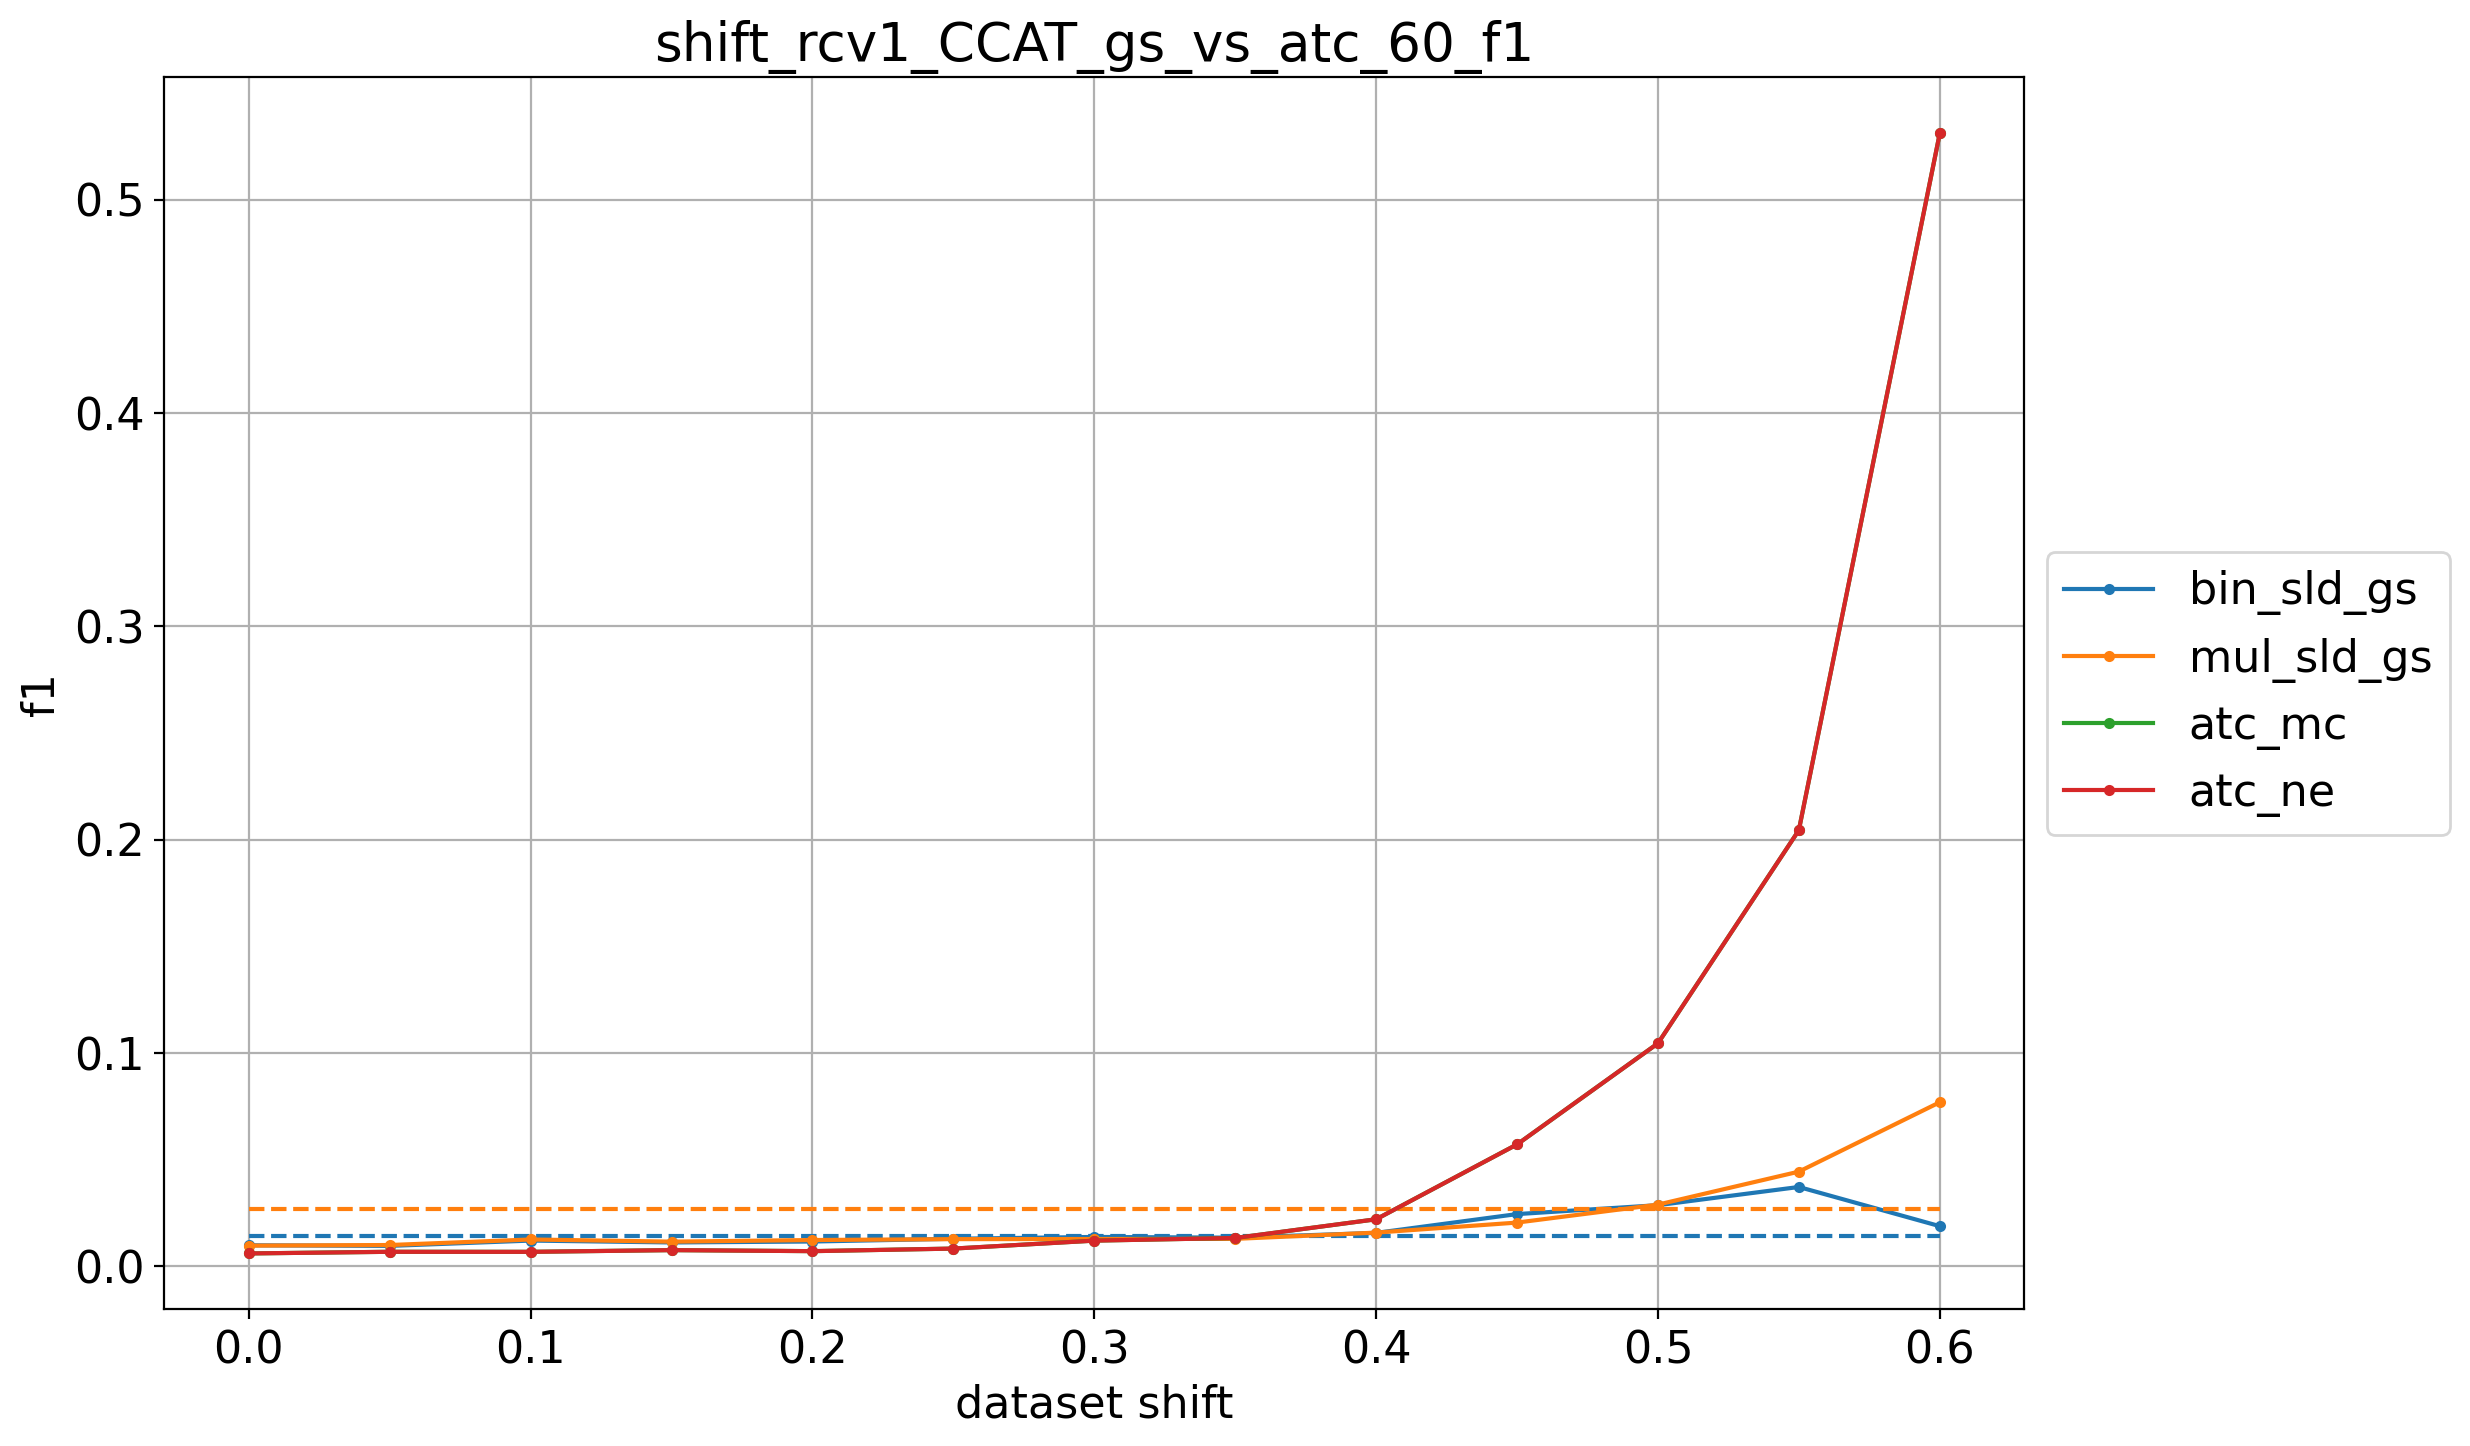 shift_rcv1_CCAT_gs_vs_atc_60_f1
0.5
0.4
0.3
0.2
0.1
0.0
f1
0.0 0.1 0.2 0.3 0.4 0.5 0.6
dataset shift
bin_sld_gs
mul_sld_gs
atc_mc
atc_ne